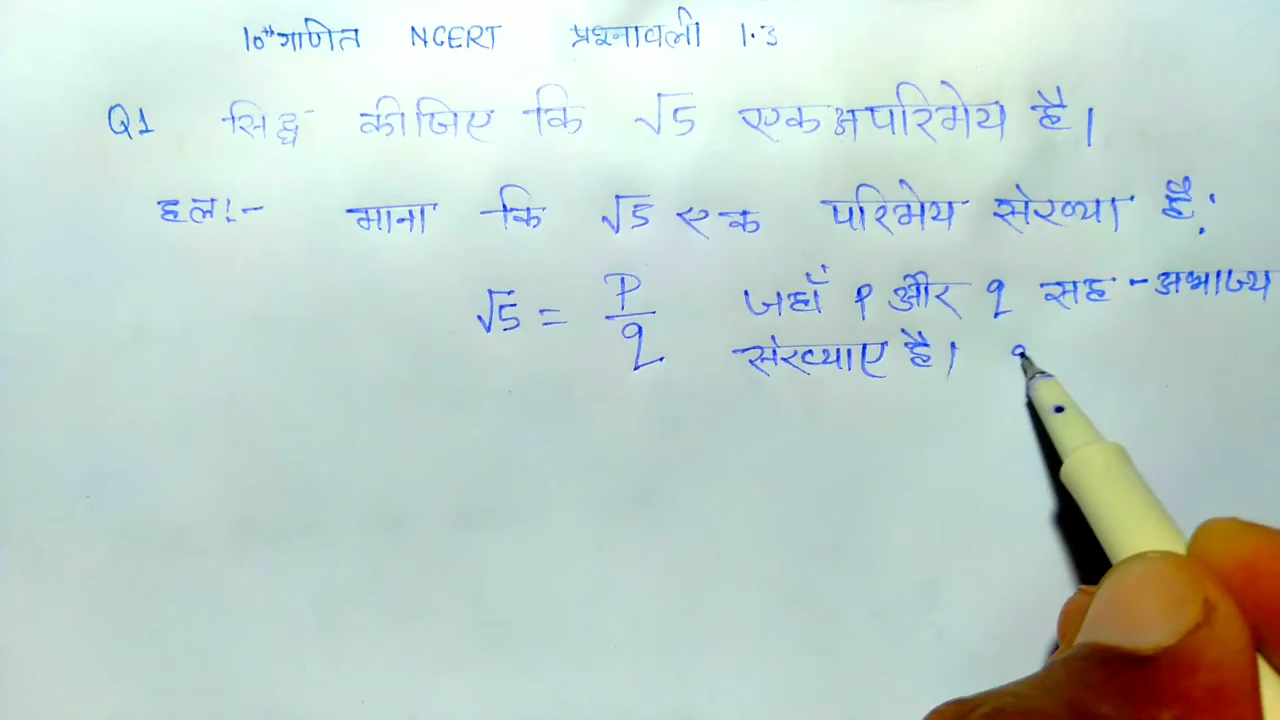 10th गणित NCERT प्रश्नावली 1.3
Q1 सिद्ध कीजिए कि √5 एक अपरिमेय है।
हल:- माना कि √5 एक परिमेय संख्या है:
√5 = p/q जहाँ p और q सह-अभाज्य
संख्याए है।